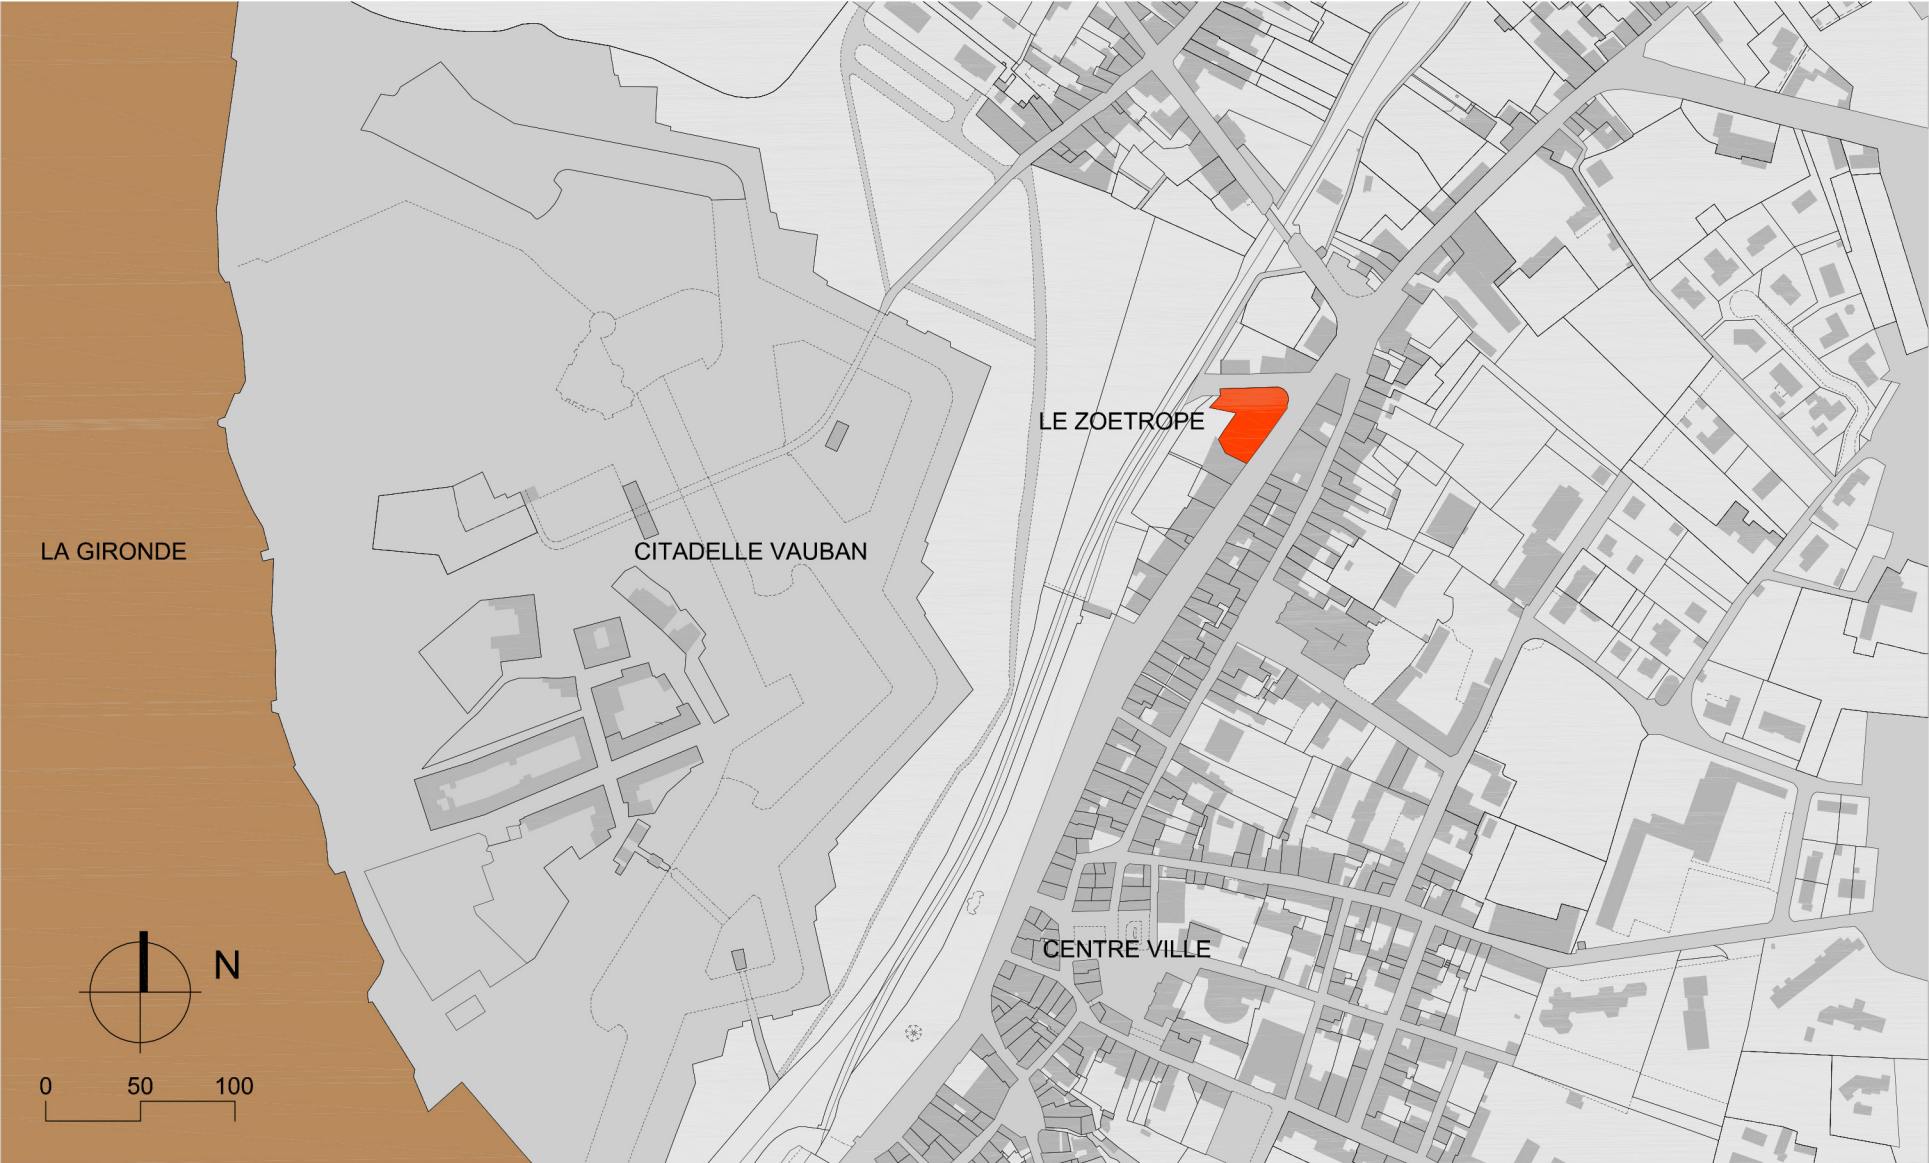 LE ZOETROPE
LA GIRONDE
CITADELLE VAUBAN
CENTRE VILLE
N
0 50 100